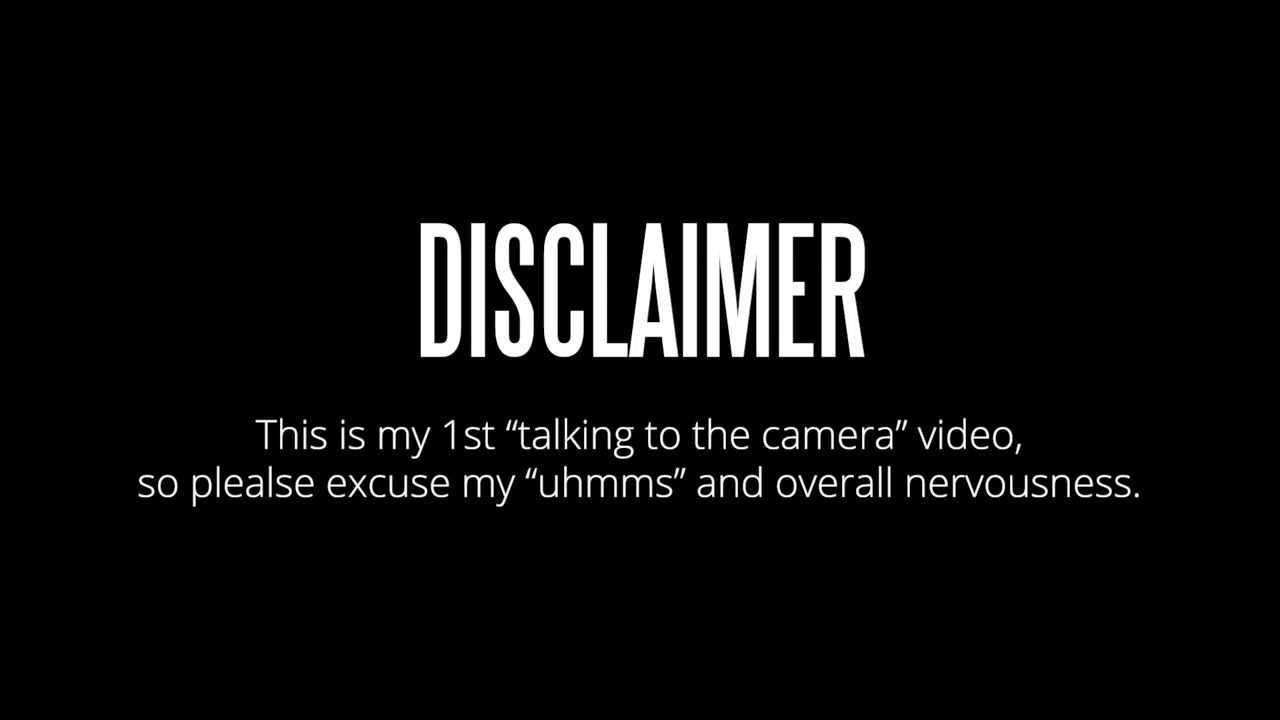 DISCLAIMER
This is my 1st “talking to the camera” video,
so plealse excuse my “uhmms” and overall nervousness.